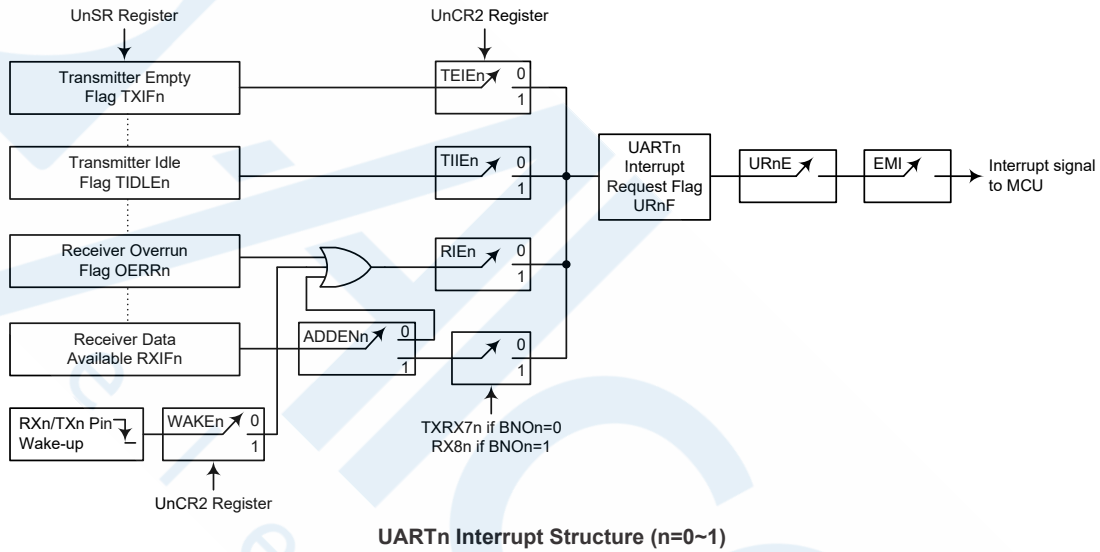 UnSR Register
UnCR2 Register
Transmitter Empty
Flag TXIFn
TEIEn
0
1
Transmitter Idle
Flag TIDLEn
TIIEn
0
1
UARTn
Interrupt
Request Flag
URnF
URnE
EMI
Interrupt signal
to MCU
Receiver Overrun
Flag OERRn
RIEn
0
1
Receiver Data
Available RXIFn
ADDENn
0
1
0
1
RXn/TXn Pin
Wake-up
WAKEn
0
1
TXRX7n if BNOn=0
RX8n if BNOn=1
UnCR2 Register
UARTn Interrupt Structure (n=0~1)